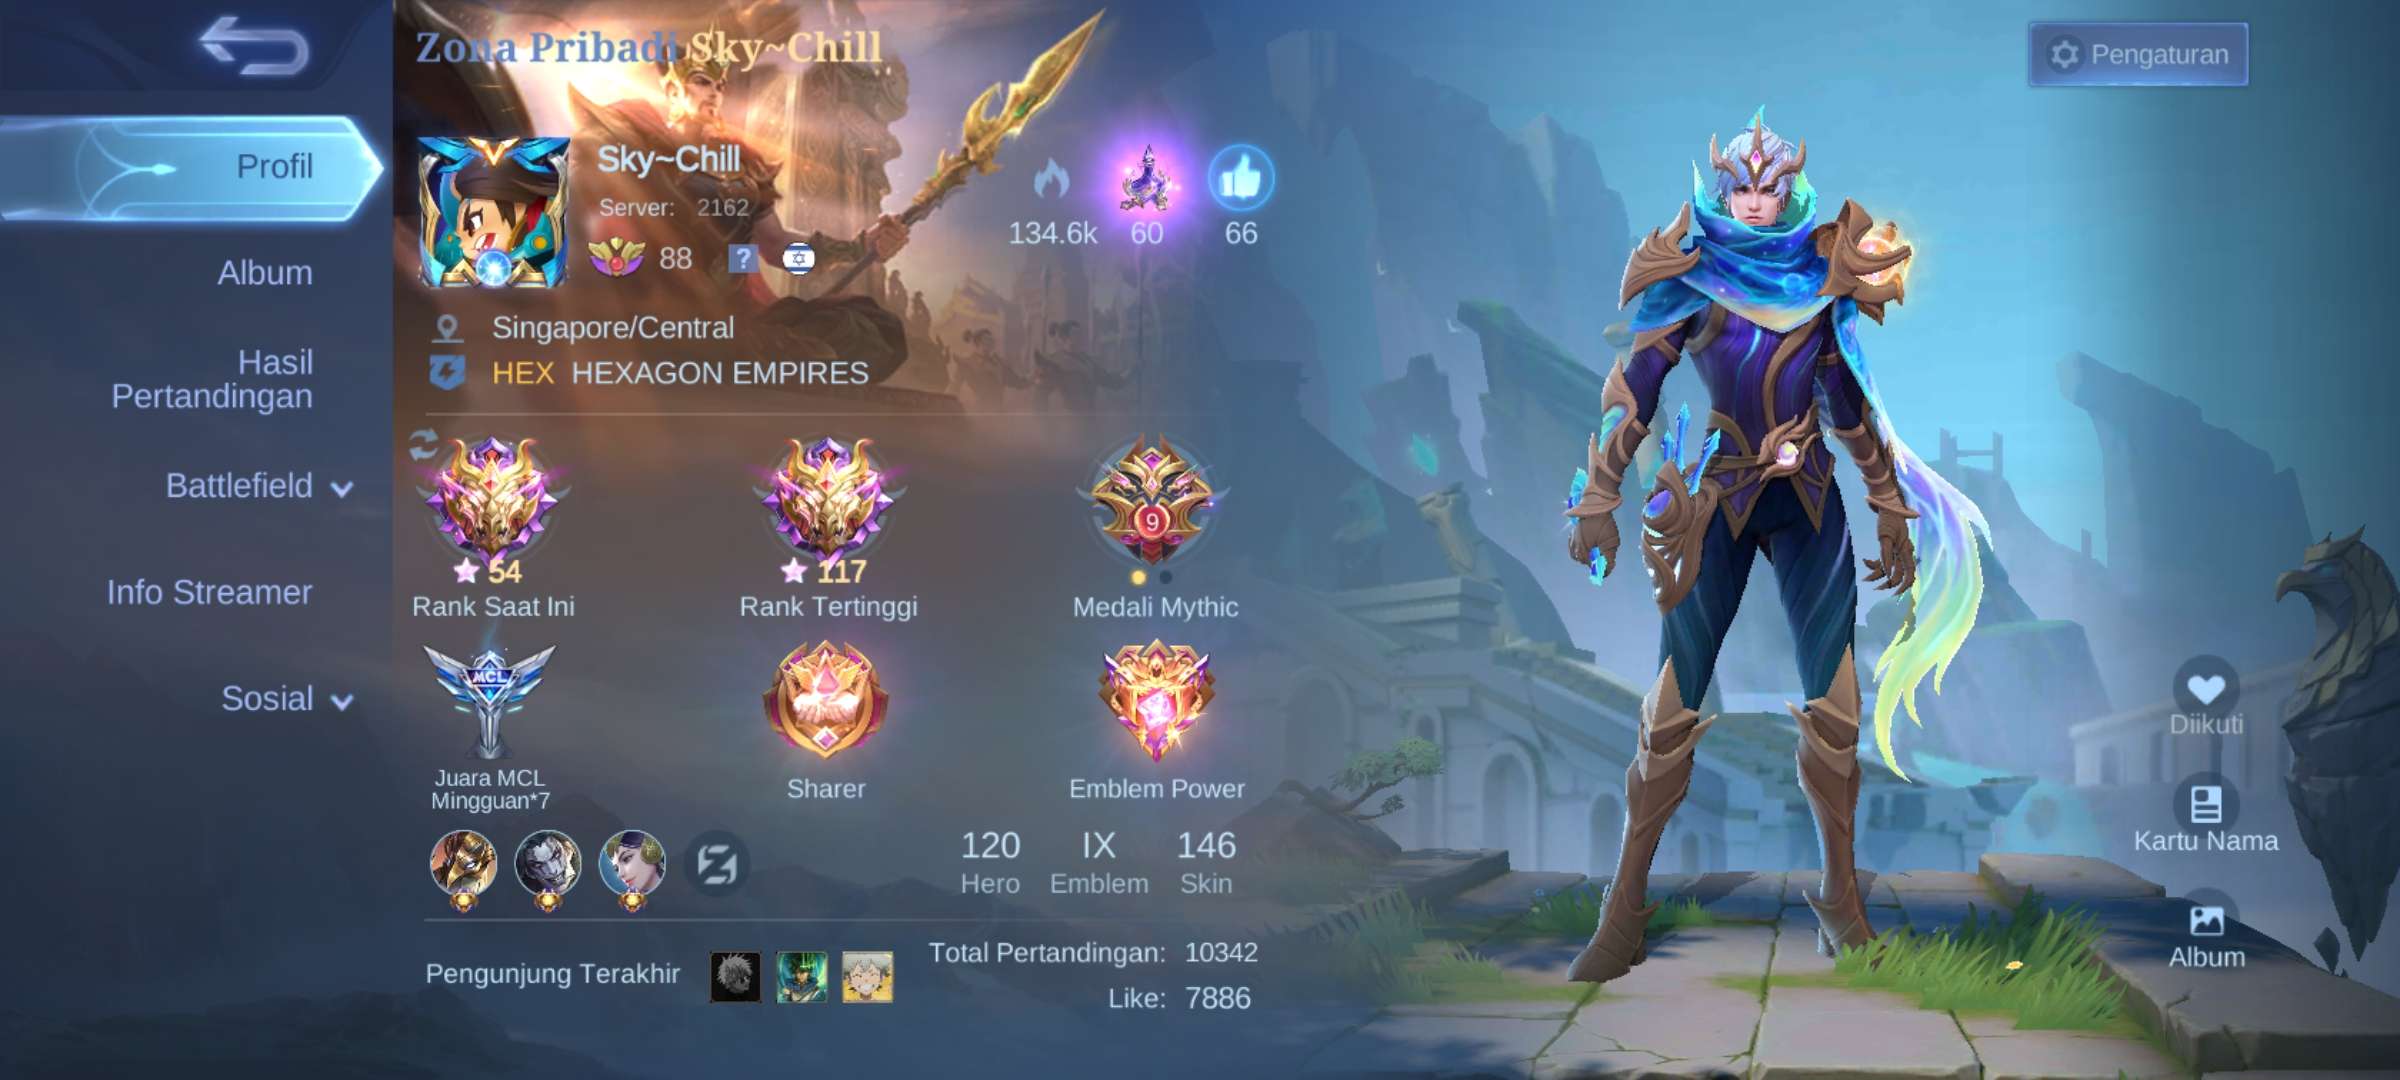 Zona Pribadi Sky~Chill
Pengaturan
Profil
Album
Hasil
Pertandingan
Battlefield
Info Streamer
Sosial
Sky~Chill
Server: 2162
88
?
134.6k
60
66
Singapore/Central
HEX HEXAGON EMPIRES
54
117
9
Rank Saat Ini
Rank Tertinggi
Medali Mythic
MCL
Juara MCL
Mingguan*7
Sharer
Emblem Power
120
IX
146
Hero
Emblem
Skin
Pengunjung Terakhir
Total Pertandingan: 10342
Like: 7886
Diikuti
Kartu Nama
Album